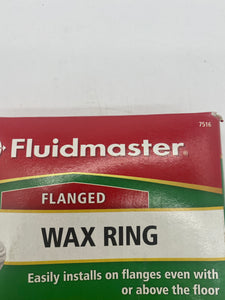 7516
Fluidmaster®
FLANGED
WAX RING
Easily installs on flanges even with
or above the floor